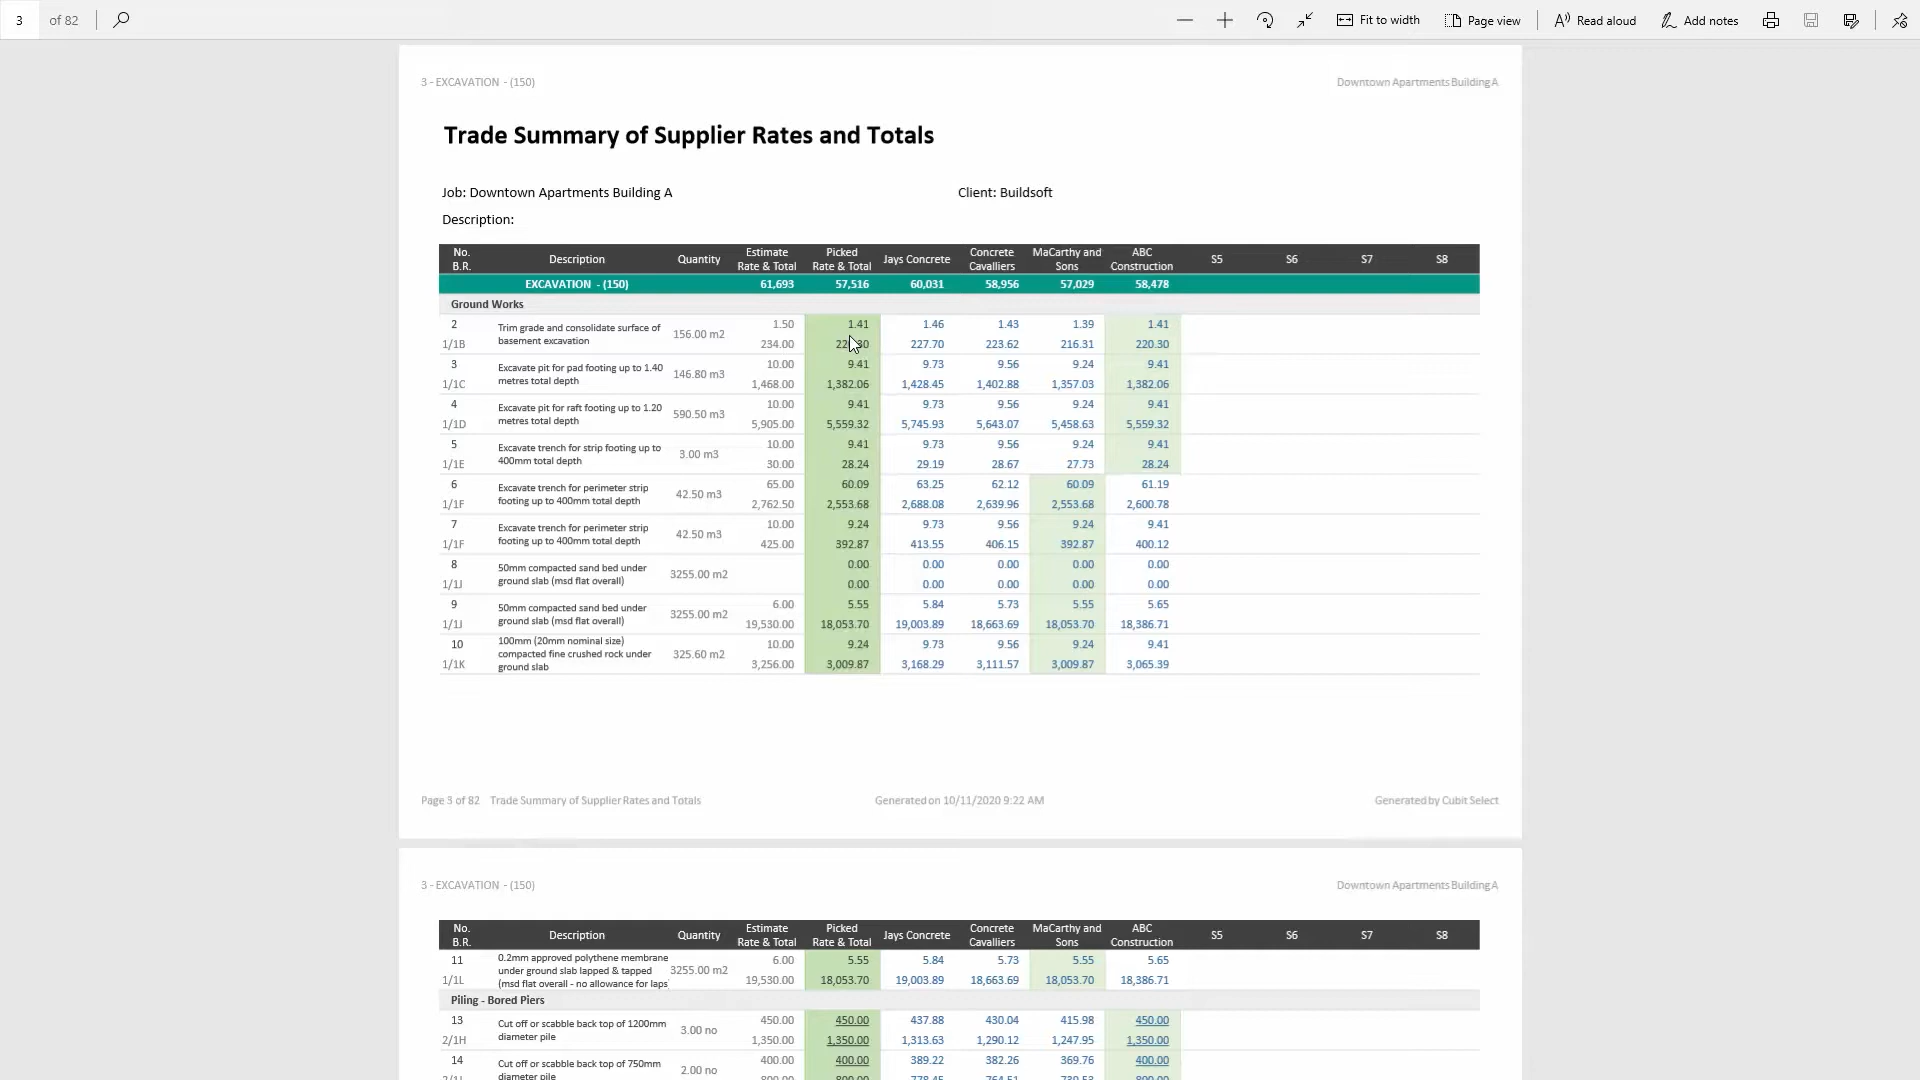 3 of 82 Fit to width Page view Read aloud Add notes
3 - EXCAVATION - (150) Downtown Apartments Building A
Trade Summary of Supplier Rates and Totals
Job: Downtown Apartments Building A Client: Buildsoft
Description:
No. Estimate Picked Concrete MaCarthy and ABC
Description Quantity Jays Concrete S5 S6 S7 S8
B.R. Rate & Total Rate & Total Cavalliers Sons Construction
EXCAVATION - (150) 61,693 57,516 60,031 58,956 57,029 58,478
Ground Works
2 Trim grade and consolidate surface of 1.50 1.41 1.46 1.43 1.39 1.41
156.00 m2
1/1B basement excavation 234.00 227.70 223.62 216.31 220.30
3 Excavate pit for pad footing up to 1.40 10.00 9.41 9.73 9.56 9.24 9.41
146.80 m3
1/1C metres total depth 1,468.00 1,382.06 1,428.45 1,402.88 1,357.03 1,382.06
4 Excavate pit for raft footing up to 1.20 10.00 9.41 9.73 9.56 9.24 9.41
590.50 m3
1/1D metres total depth 5,905.00 5,559.32 5,745.93 5,643.07 5,458.63 5,559.32
5 Excavate trench for strip footing up to 10.00 9.41 9.73 9.56 9.24 9.41
3.00 m3
1/1E 400mm total depth 30.00 28.24 29.19 28.67 27.73 28.24
6 Excavate trench for perimeter strip 65.00 60.09 63.25 62.12 60.09 61.19
42.50 m3
1/1F footing up to 400mm total depth 2,762.50 2,553.68 2,688.08 2,639.96 2,553.68 2,600.78
7 Excavate trench for perimeter strip 10.00 9.24 9.73 9.56 9.24 9.41
42.50 m3
1/1F footing up to 400mm total depth 425.00 392.87 413.55 406.15 392.87 400.12
8 50mm compacted sand bed under 0.00 0.00 0.00 0.00 0.00
3255.00 m2
1/1J ground slab (msd flat overall) 0.00 0.00 0.00 0.00 0.00
9 50mm compacted sand bed under 6.00 5.55 5.84 5.73 5.55 5.65
3255.00 m2
1/1J ground slab (msd flat overall) 19,530.00 18,053.70 19,003.89 18,663.69 18,053.70 18,386.71
10 100mm (20mm nominal size) 10.00 9.24 9.73 9.56 9.24 9.41
compacted fine crushed rock under 325.60 m2
1/1K ground slab 3,256.00 3,009.87 3,168.29 3,111.57 3,009.87 3,065.39
Page 3 of 82 Trade Summary of Supplier Rates and Totals Generated on 10/11/2020 9:22 AM Generated by Cubit Select
3 - EXCAVATION - (150) Downtown Apartments Building A
No. Estimate Picked Concrete MaCarthy and ABC
Description Quantity Jays Concrete S5 S6 S7 S8
B.R. Rate & Total Rate & Total Cavalliers Sons Construction
11 0.2mm approved polythene membrane 6.00 5.55 5.84 5.73 5.55 5.65
under ground slab lapped & tapped 3255.00 m2
1/1L (msd flat overall - no allowance for laps 19,530.00 18,053.70 19,003.89 18,663.69 18,053.70 18,386.71
Piling - Bored Piers
13 Cut off or scabble back top of 1200mm 450.00 450.00 437.88 430.04 415.98 450.00
3.00 no
2/1H diameter pile 1,350.00 1,350.00 1,313.63 1,290.12 1,247.95 1,350.00
14 Cut off or scabble back top of 750mm 400.00 400.00 389.22 382.26 369.76 400.00
2.00 no
diameter pile